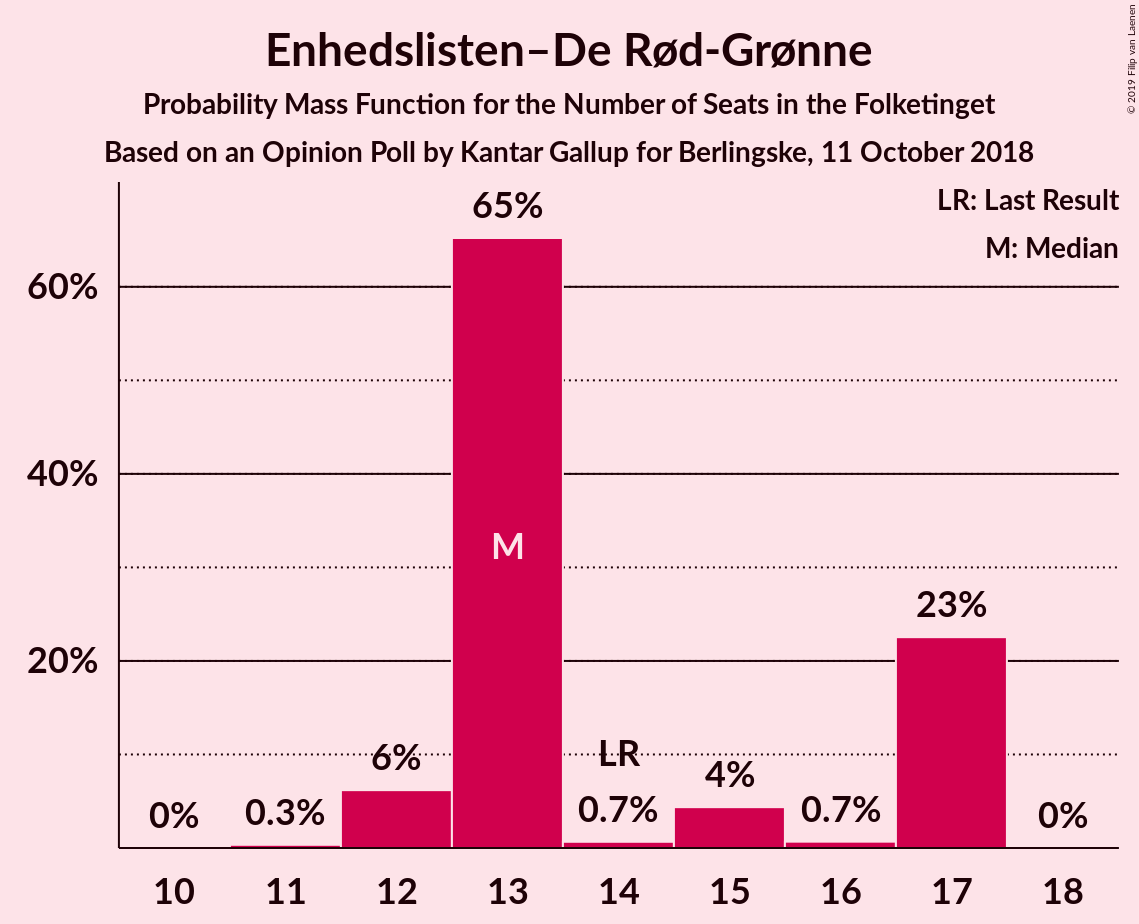 Enhedslisten–De Rød-Grønne
Probability Mass Function for the Number of Seats in the Folketinget
Based on an Opinion Poll by Kantar Gallup for Berlingske, 11 October 2018
© 2019 Filip van Laenen
LR: Last Result
M: Median
60%
40%
20%
0%
0.3%
6%
65%
M
LR
0.7%
4%
0.7%
23%
0%
10 11 12 13 14 15 16 17 18